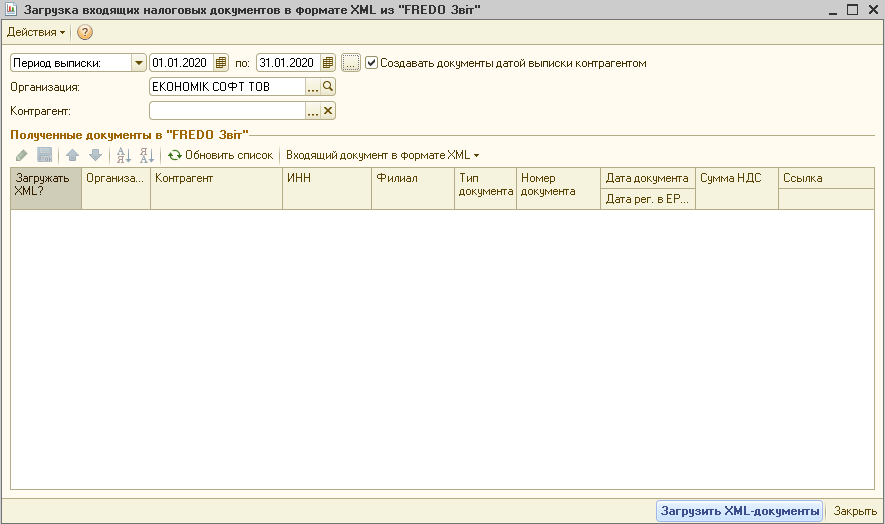 Загрузка входящих налоговых документов в формате XML из "FREDO Звіт"
Действия
Период выписки: 01.01.2020 по: 31.01.2020 ... Создавать документы датой выписки контрагентом
Организация: ЕКОНОМІК СОФТ ТОВ ...
Контрагент: ...
Полученные документы в "FREDO Звіт"
Обновить список Входящий документ в формате XML
Загружать XML? Организа... Контрагент ИНН Филиал Тип документа Номер документа Дата документа Сумма НДС Ссылка
Дата рег. в ЕР...
Загрузить XML-документы Закрыть